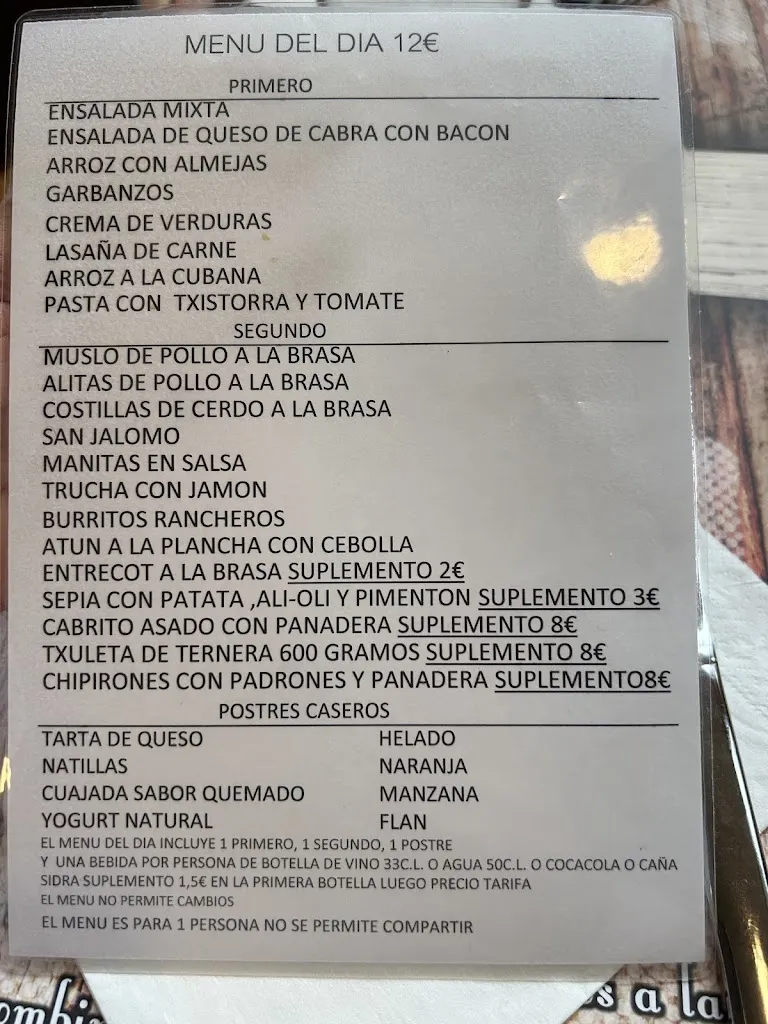 MENU DEL DIA 12€
PRIMERO
ENSALADA MIXTA
ENSALADA DE QUESO DE CABRA CON BACON
ARROZ CON ALMEJAS
GARBANZOS
CREMA DE VERDURAS
LASAÑA DE CARNE
ARROZ A LA CUBANA
PASTA CON TXISTORRA Y TOMATE
SEGUNDO
MUSLO DE POLLO A LA BRASA
ALITAS DE POLLO A LA BRASA
COSTILLAS DE CERDO A LA BRASA
SAN JALOMO
MANITAS EN SALSA
TRUCHA CON JAMON
BURRITOS RANCHEROS
ATUN A LA PLANCHA CON CEBOLLA
ENTRECOT A LA BRASA SUPLEMENTO 2€
SEPIA CON PATATA ,ALI-OLI Y PIMENTON SUPLEMENTO 3€
CABRITO ASADO CON PANADERA SUPLEMENTO 8€
TXULETA DE TERNERA 600 GRAMOS SUPLEMENTO 8€
CHIPIRONES CON PADRONES Y PANADERA SUPLEMENTO8€
POSTRES CASEROS
TARTA DE QUESO HELADO
NATILLAS NARANJA
CUAJADA SABOR QUEMADO MANZANA
YOGURT NATURAL FLAN
EL MENU DEL DIA INCLUYE 1 PRIMERO, 1 SEGUNDO, 1 POSTRE
Y UNA BEBIDA POR PERSONA DE BOTELLA DE VINO 33C.L. O AGUA 50C.L. O COCACOLA O CAÑA
SIDRA SUPLEMENTO 1,5€ EN LA PRIMERA BOTELLA LUEGO PRECIO TARIFA
EL MENU NO PERMITE CAMBIOS
EL MENU ES PARA 1 PERSONA NO SE PERMITE COMPARTIR
a la